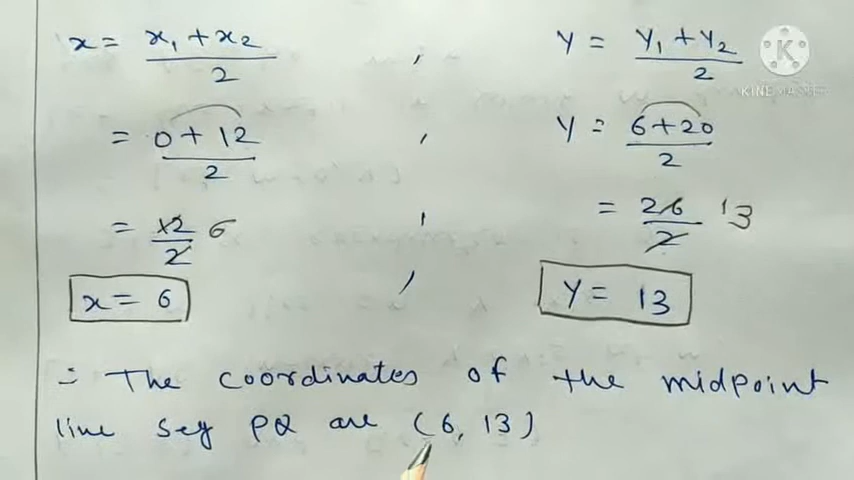 x = x₁ + x₂ / 2 , y = y₁ + y₂ / 2
= 0 + 12 / 2 , y = 6 + 20 / 2
= 12 / 2 6 , = 26 / 2 13
x = 6 , y = 13
∴ The coordinates of the midpoint
line seg PQ are (6, 13)
KINEMASTER